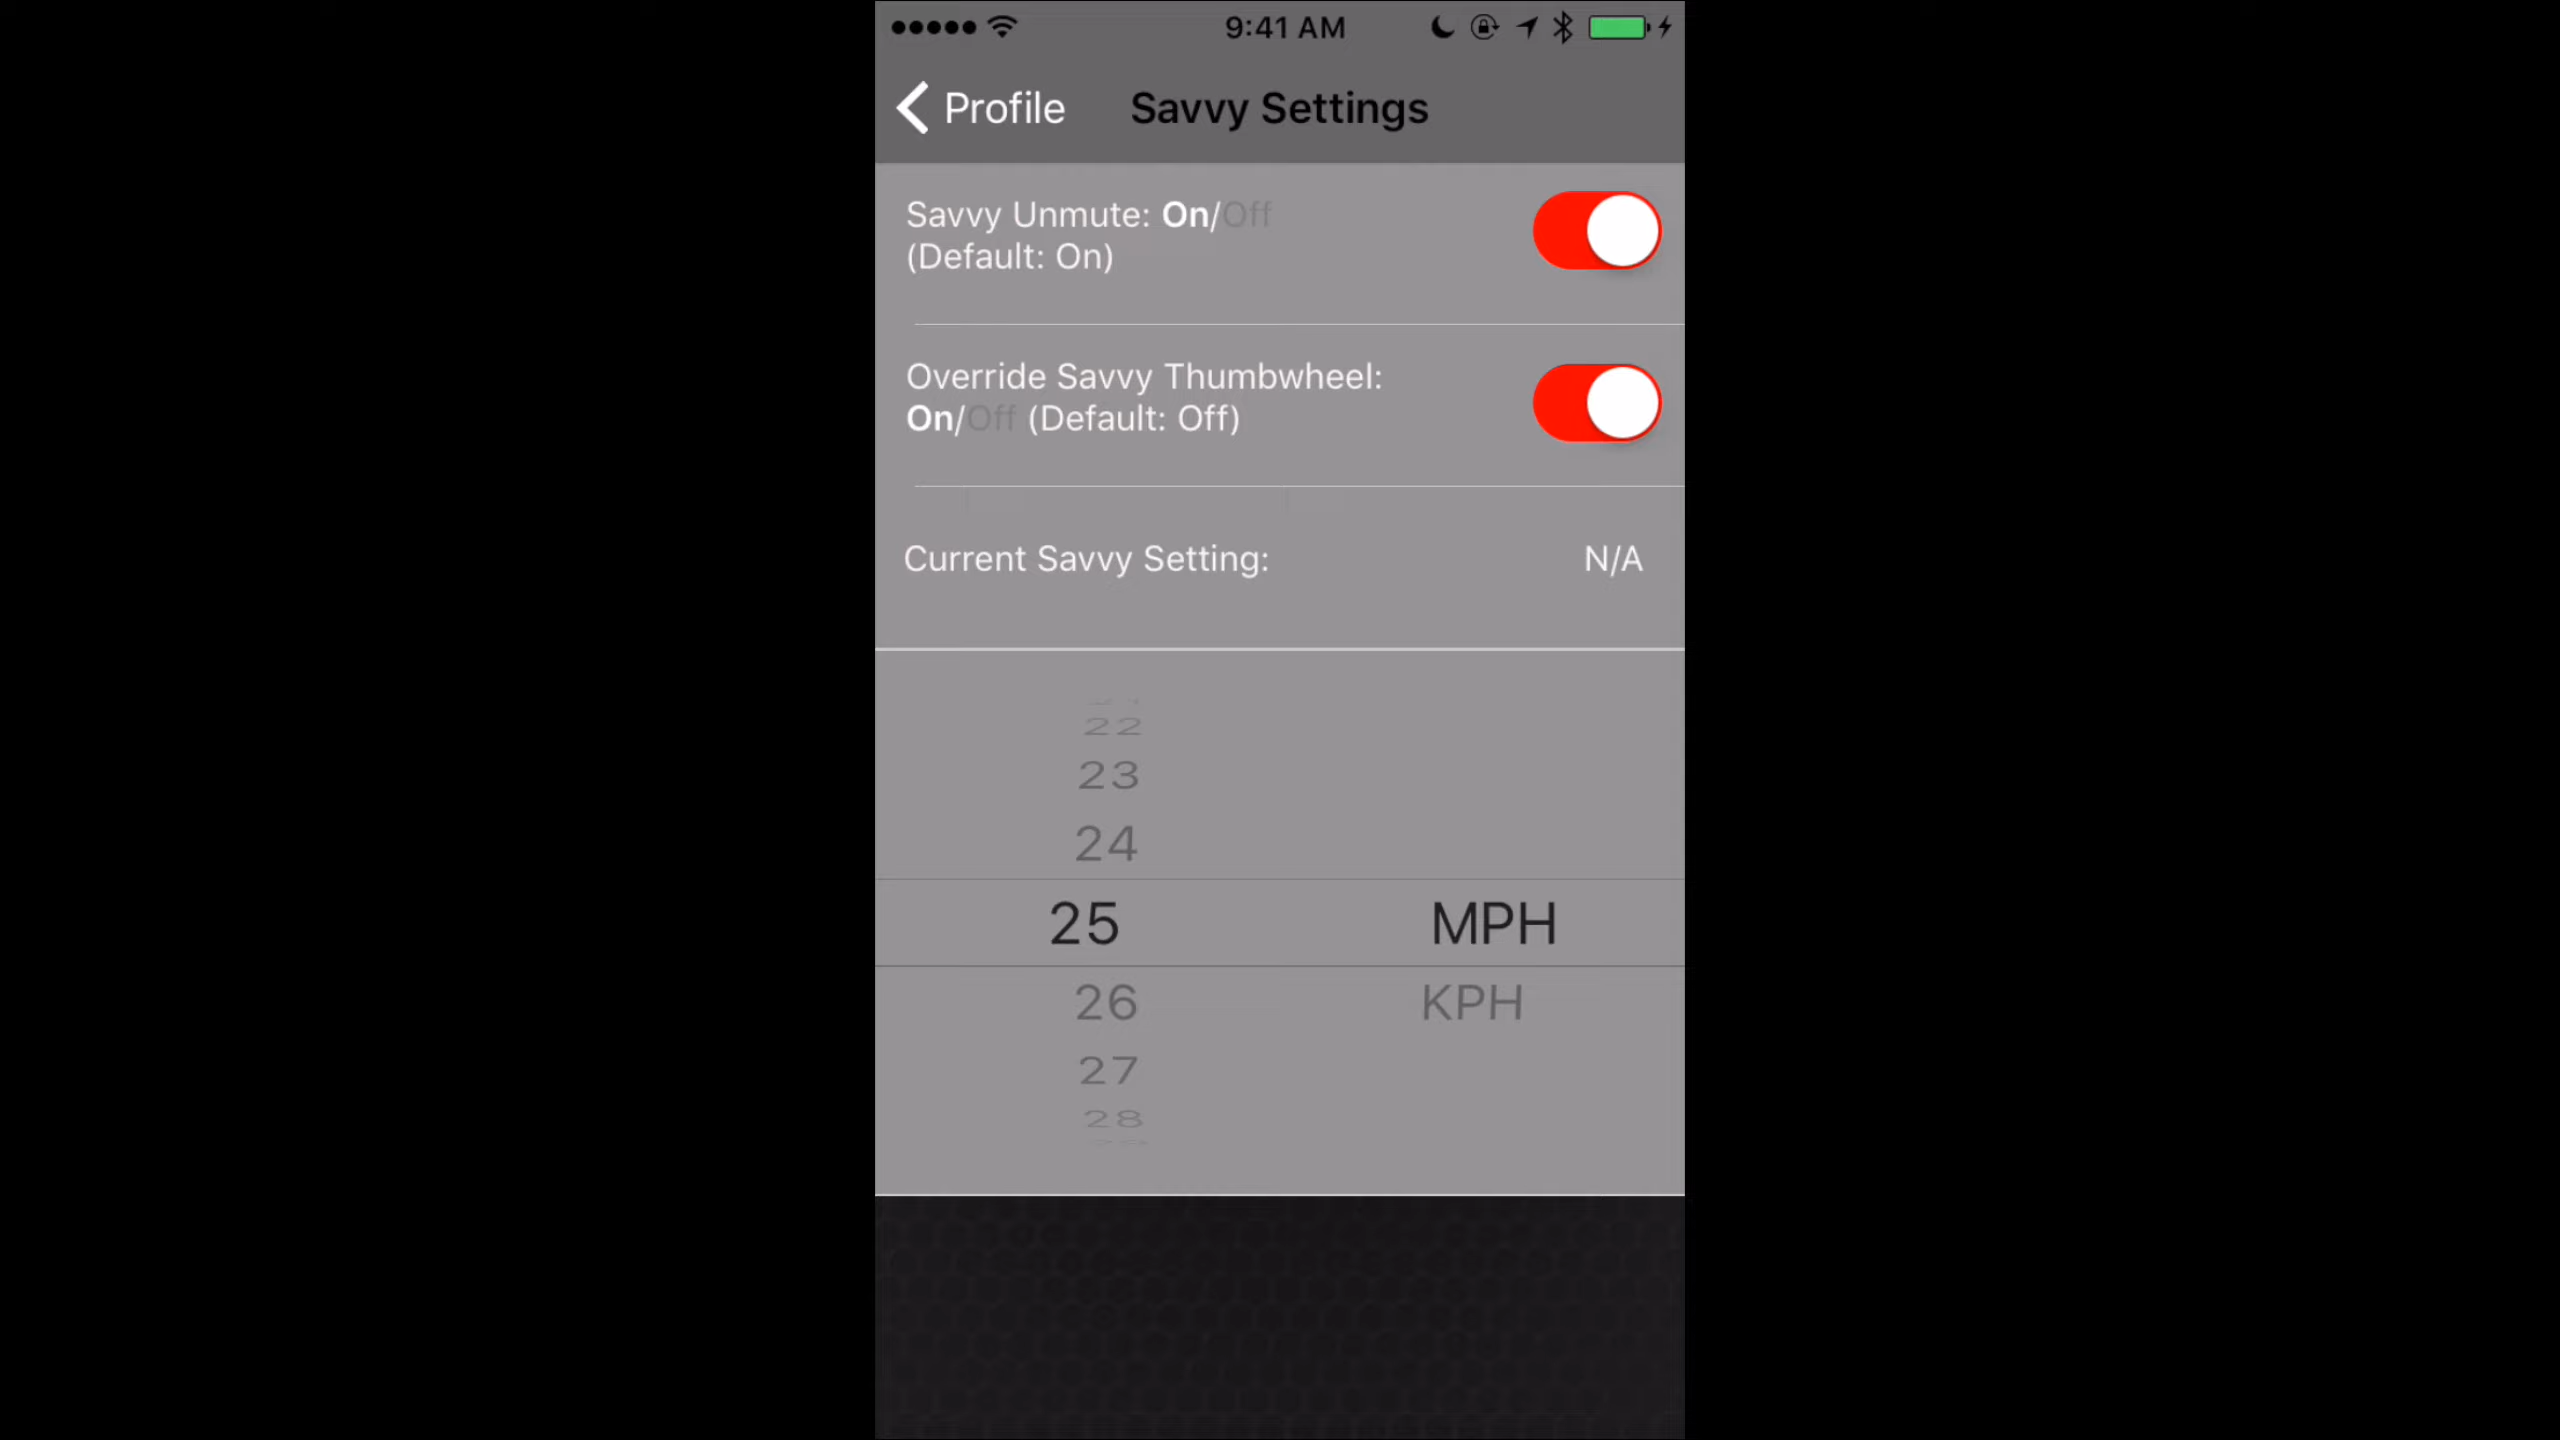 9:41 AM
Profile
Savvy Settings
Savvy Unmute: On/Off
(Default: On)
Override Savvy Thumbwheel:
On/Off (Default: Off)
Current Savvy Setting: N/A
22
23
24
25 MPH
26 KPH
27
28